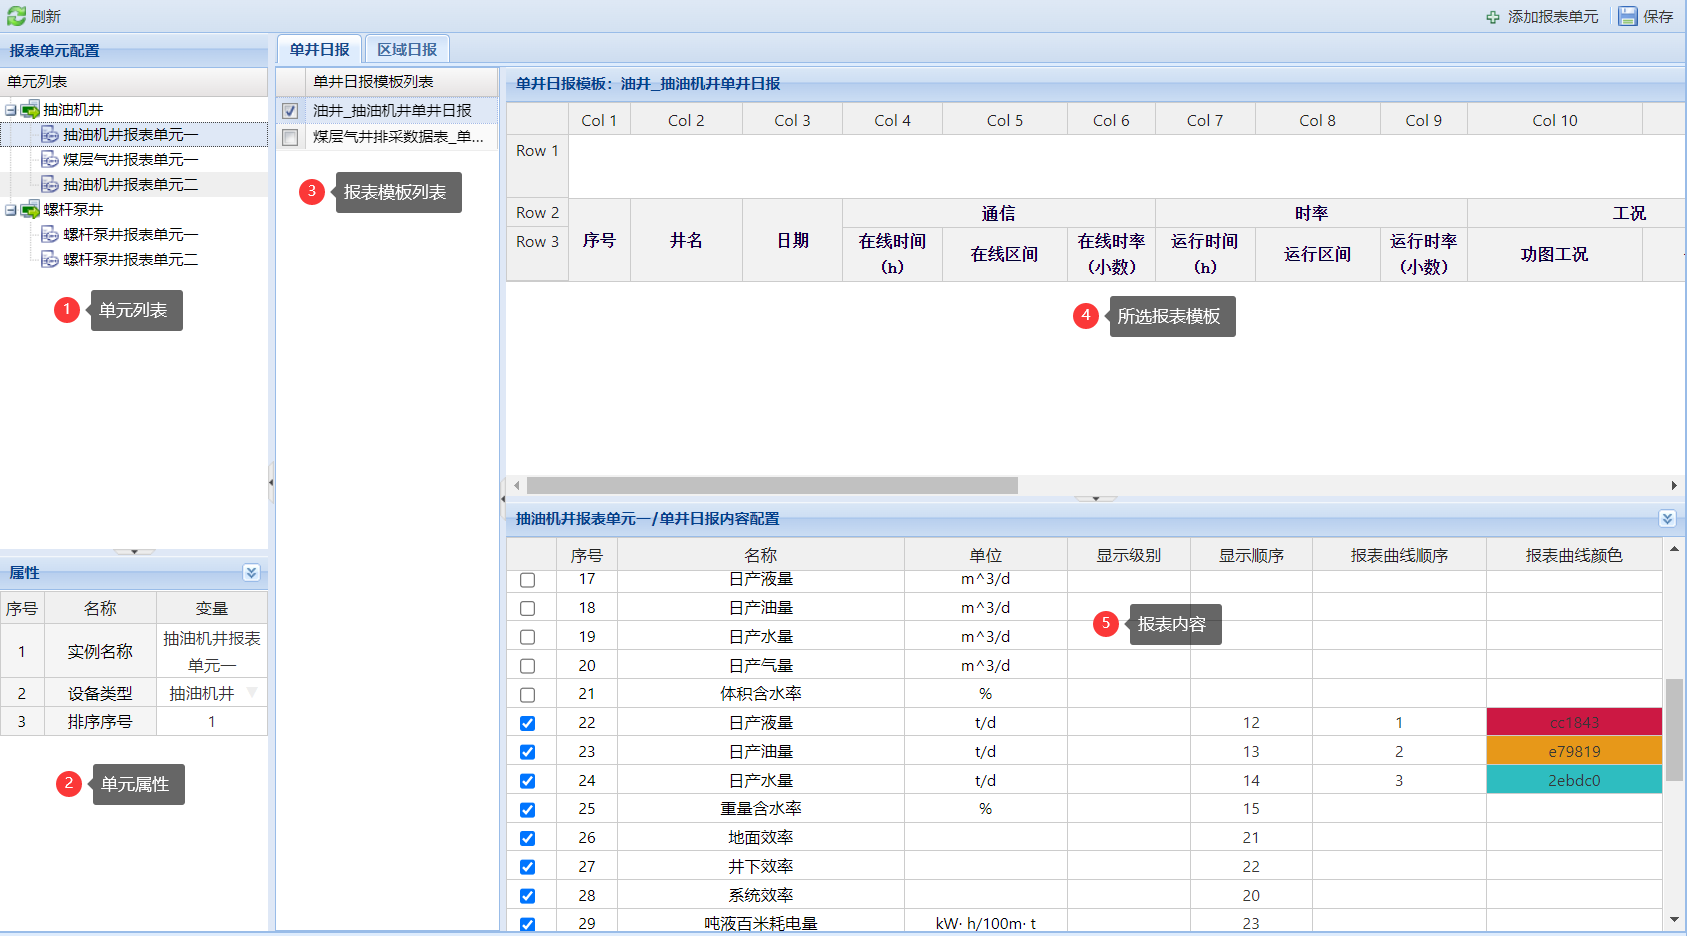 刷新
添加报表单元
保存
报表单元配置
单元列表
抽油机井
抽油机井报表单元一
煤层气井报表单元一
抽油机井报表单元二
螺杆泵井
螺杆泵井报表单元一
螺杆泵井报表单元二
1 单元列表
属性
序号 名称 变量
1 实例名称 抽油机井报表
单元一
2 设备类型 抽油机井
3 排序序号 1
2 单元属性
单井日报 区域日报
单井日报模板列表
油井_抽油机井单井日报
煤层气井排采数据表_单...
3 报表模板列表
单井日报模板：油井_抽油机井单井日报
Col 1 Col 2 Col 3 Col 4 Col 5 Col 6 Col 7 Col 8 Col 9 Col 10
Row 1
Row 2 通信 时率 工况
Row 3 序号 井名 日期 在线时间
(h) 在线区间 在线时率
(小数) 运行时间
(h) 运行区间 运行时率
(小数) 功图工况
4 所选报表模板
抽油机井报表单元一/单井日报内容配置
序号 名称 单位 显示级别 显示顺序 报表曲线顺序 报表曲线颜色
17 日产液量 m^3/d
18 日产油量 m^3/d
5 报表内容
19 日产水量 m^3/d
20 日产气量 m^3/d
21 体积含水率 %
22 日产液量 t/d 12 1 cc1843
23 日产油量 t/d 13 2 e79819
24 日产水量 t/d 14 3 2ebdc0
25 重量含水率 % 15
26 地面效率 21
27 井下效率 22
28 系统效率 20
29 吨液百米耗电量 kW· h/100m· t 23